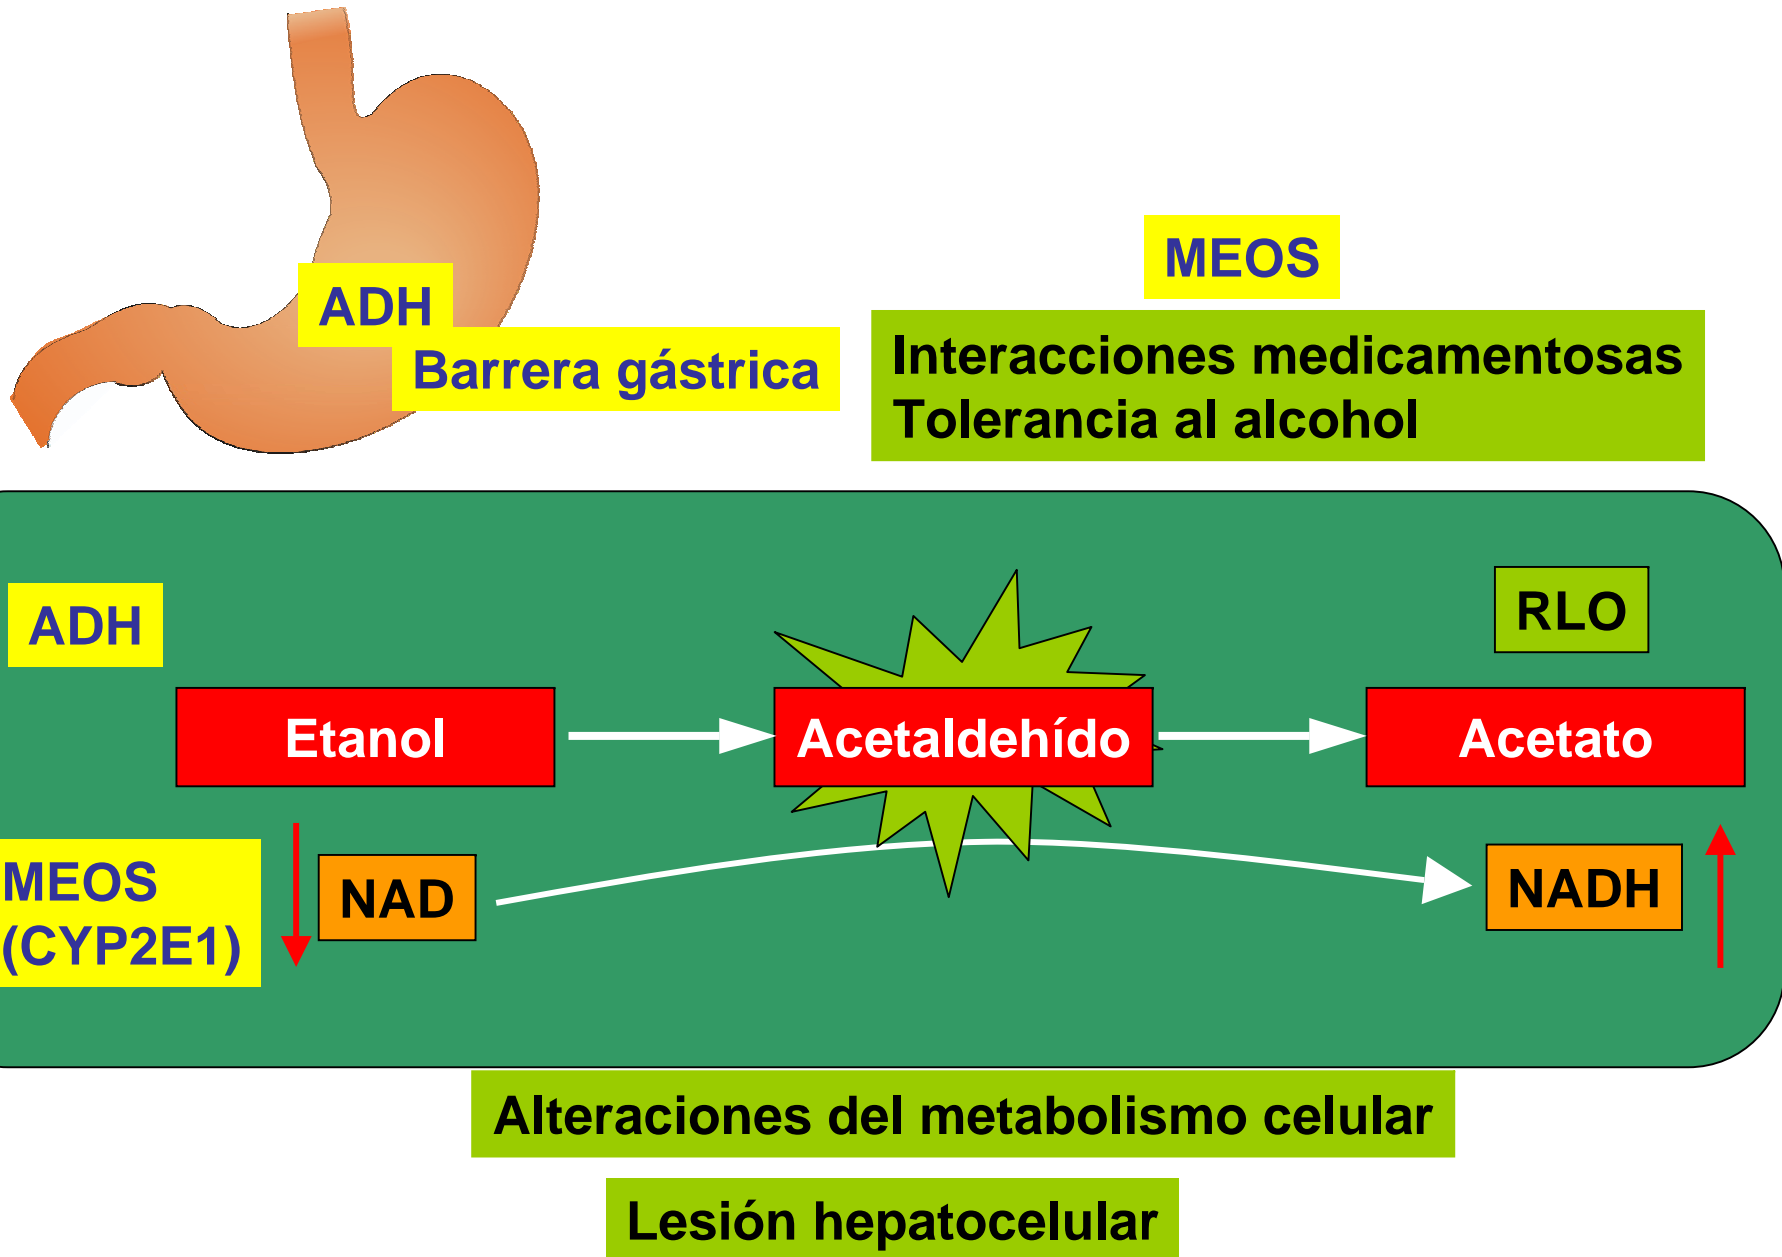 ADH
Barrera gástrica
MEOS
Interacciones medicamentosas
Tolerancia al alcohol
ADH
RLO
Etanol
Acetaldehído
Acetato
MEOS
(CYP2E1)
NAD
NADH
Alteraciones del metabolismo celular
Lesión hepatocelular